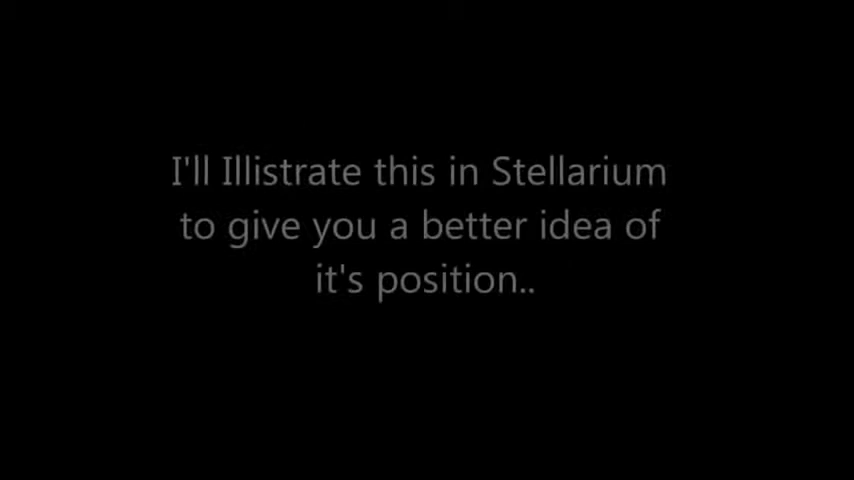 I'll Illistrate this in Stellarium
to give you a better idea of
it's position..